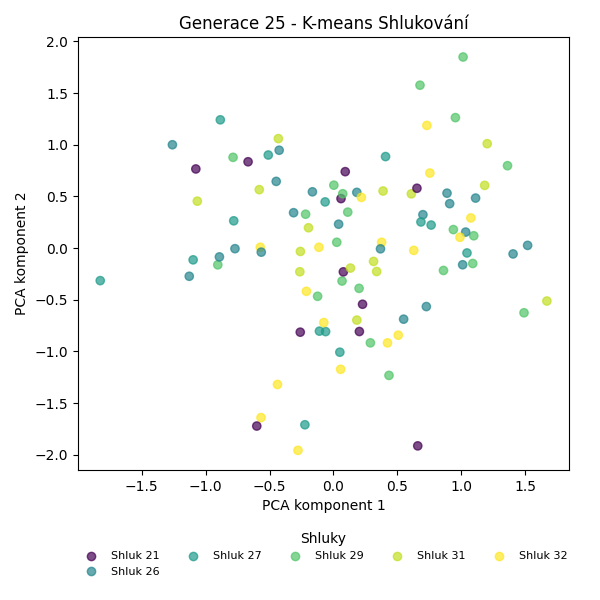 Generace 25 - K-means Shlukování
2.0
1.5
1.0
0.5
0.0
−0.5
−1.0
−1.5
−2.0
PCA komponent 2
−1.5 −1.0 −0.5 0.0 0.5 1.0 1.5
PCA komponent 1
Shluky
Shluk 21 Shluk 27 Shluk 29 Shluk 31 Shluk 32
Shluk 26